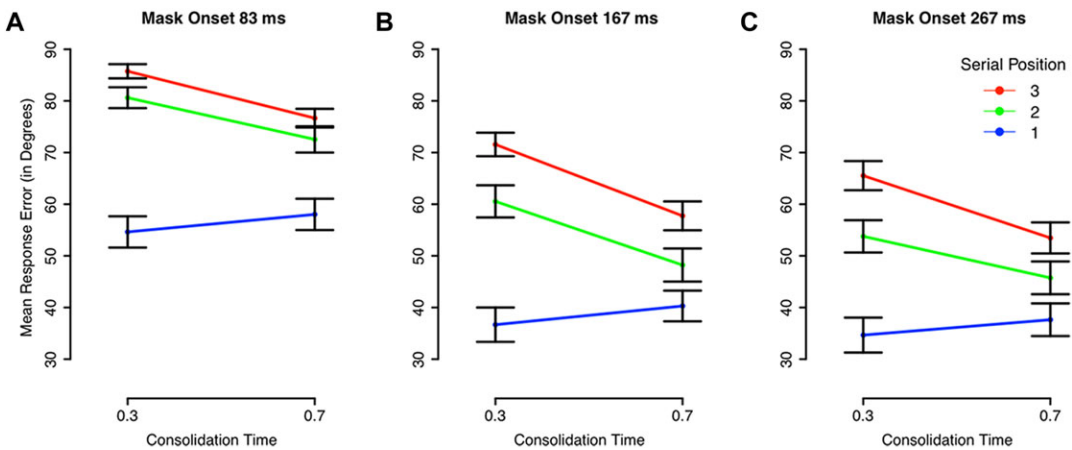 A
Mask Onset 83 ms
Mean Response Error (in Degrees)
90
80
70
60
50
40
30
0.3
0.7
Consolidation Time
B
Mask Onset 167 ms
90
80
70
60
50
40
30
0.3
0.7
Consolidation Time
C
Mask Onset 267 ms
90
80
70
60
50
40
30
Serial Position
3
2
1
0.3
0.7
Consolidation Time